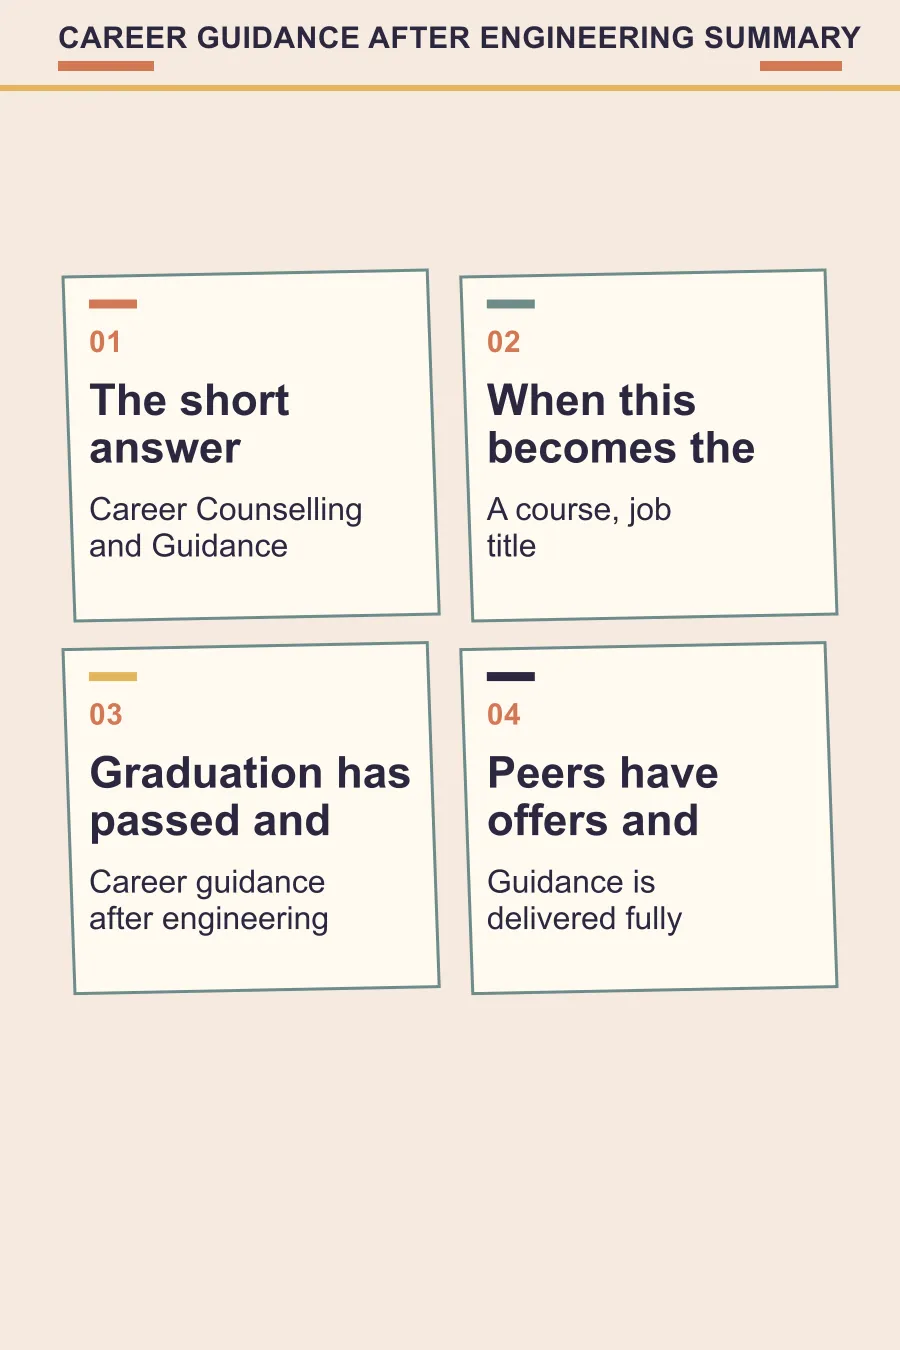 CAREER GUIDANCE AFTER ENGINEERING SUMMARY
01
The short
answer
Career Counselling
and Guidance
02
When this
becomes the
A course, job
title
03
Graduation has
passed and
Career guidance
after engineering
04
Peers have
offers and
Guidance is
delivered fully